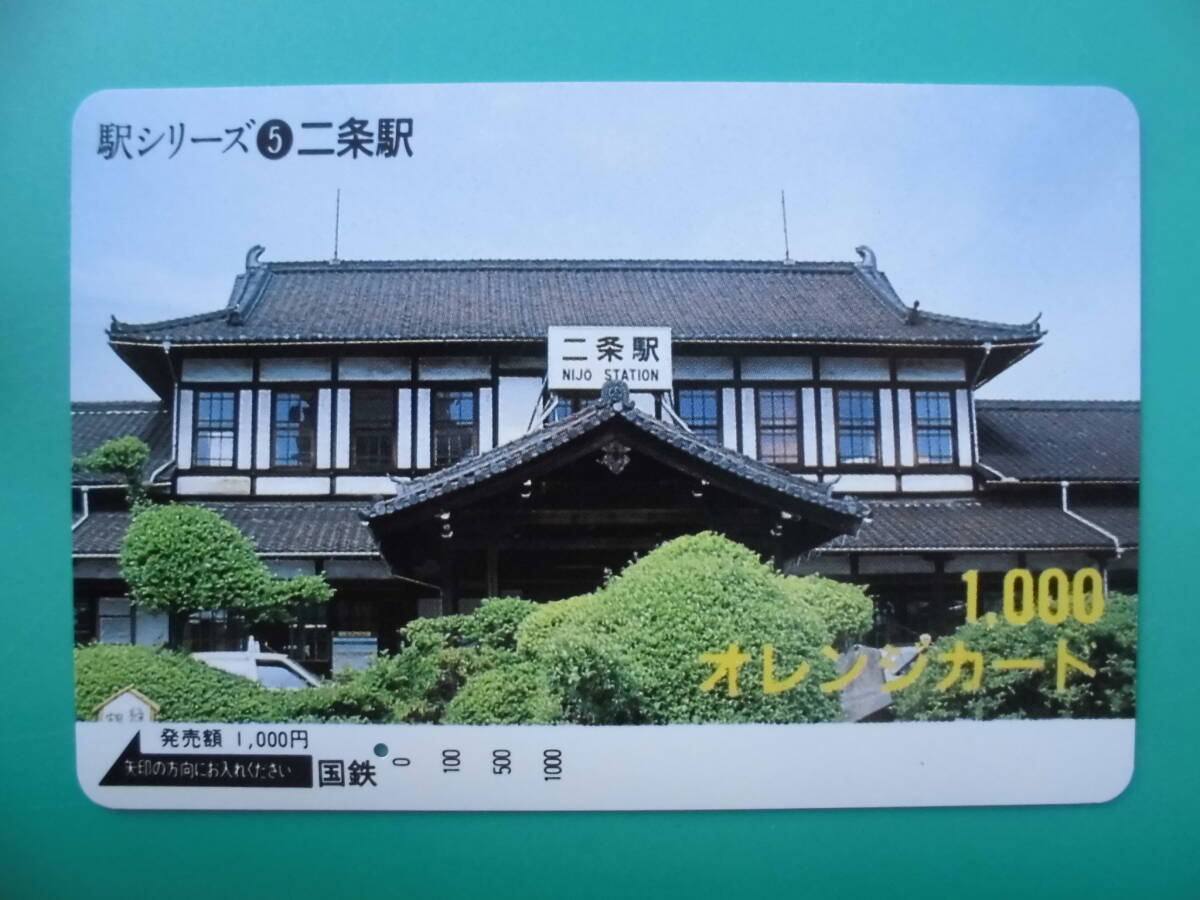 駅シリーズ❺二条駅
二条駅
NIJO STATION
1,000
オレンジカード
発売額 1,000円
矢印の方向にお入れください
国鉄
0 100 500 1000